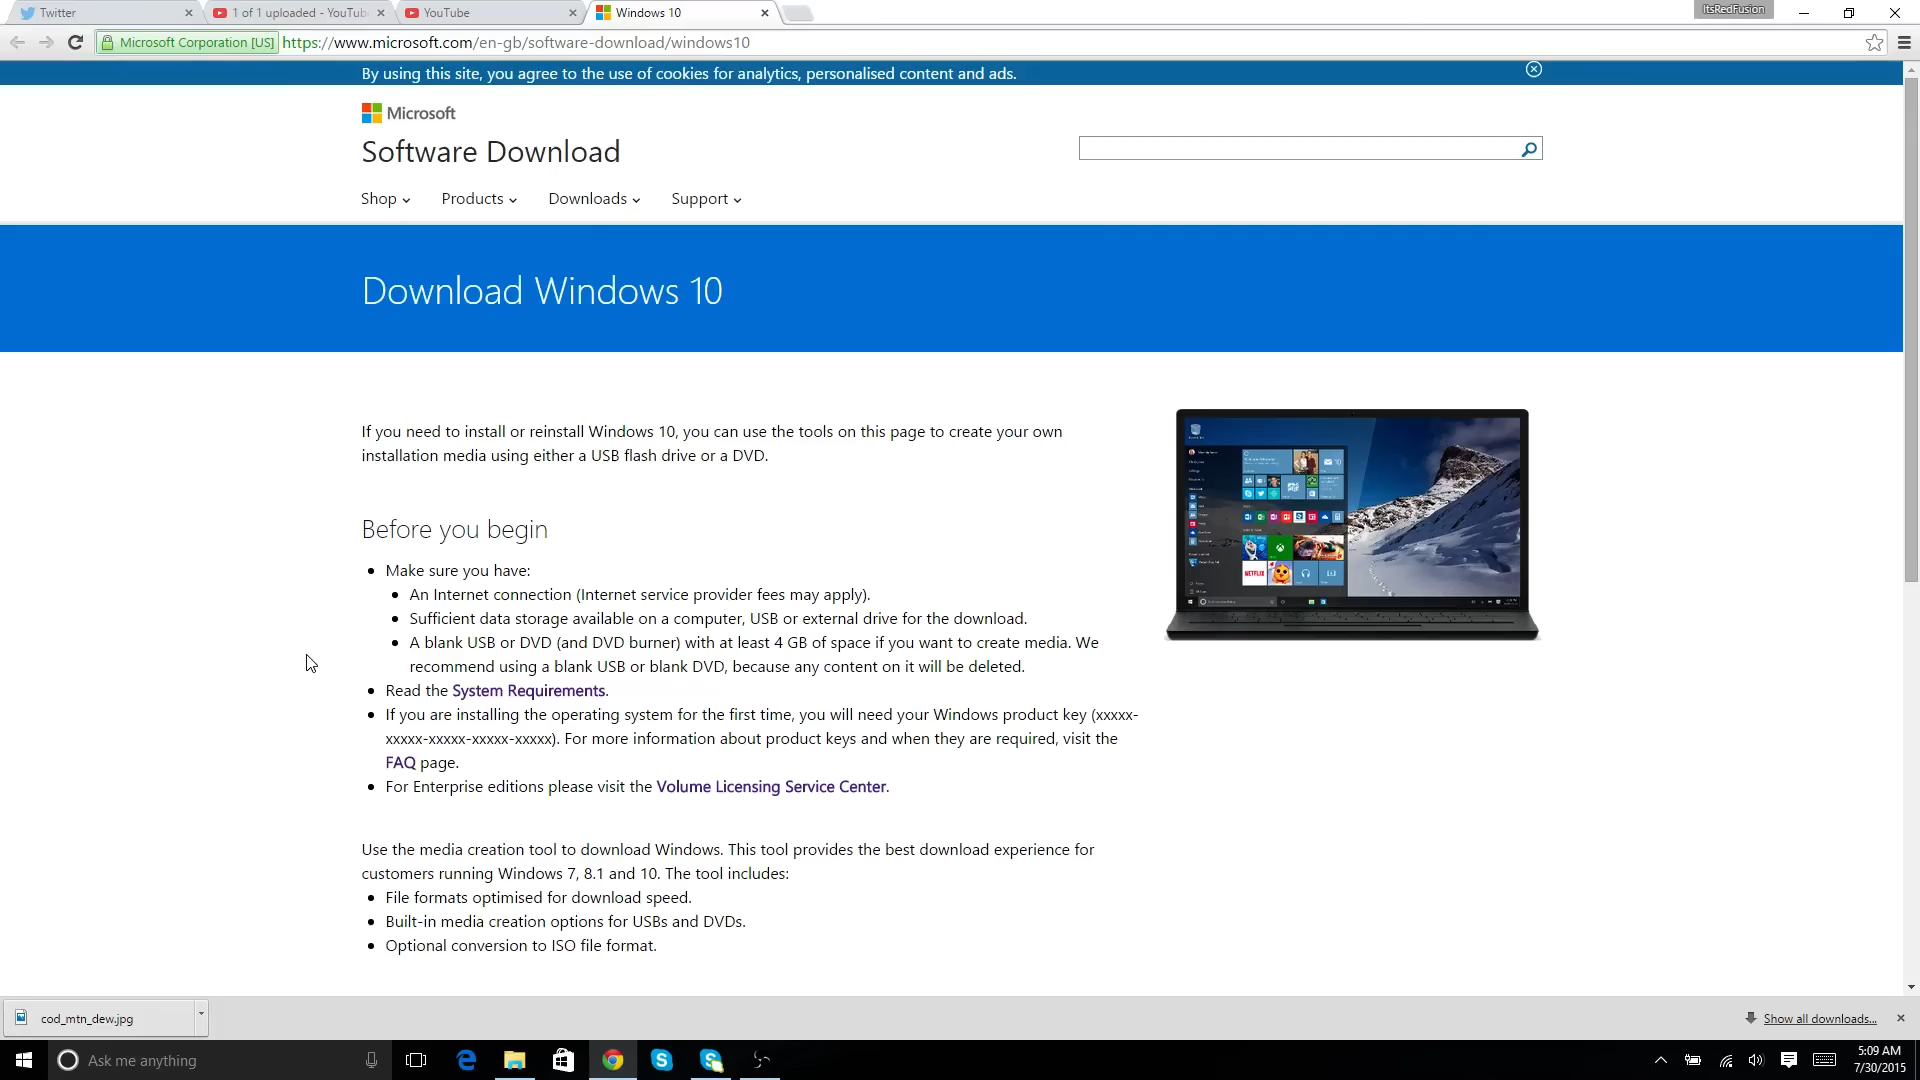 Twitter
1 of 1 uploaded - YouTub
YouTube
Windows 10
ItsRedFusion
Microsoft Corporation [US]
https://www.microsoft.com/en-gb/software-download/windows10
By using this site, you agree to the use of cookies for analytics, personalised content and ads.
Microsoft
Software Download
Shop
Products
Downloads
Support
Download Windows 10
If you need to install or reinstall Windows 10, you can use the tools on this page to create your own
installation media using either a USB flash drive or a DVD.
Before you begin
Make sure you have:
An Internet connection (Internet service provider fees may apply).
Sufficient data storage available on a computer, USB or external drive for the download.
A blank USB or DVD (and DVD burner) with at least 4 GB of space if you want to create media. We
recommend using a blank USB or blank DVD, because any content on it will be deleted.
Read the System Requirements.
If you are installing the operating system for the first time, you will need your Windows product key (xxxxx-
xxxxx-xxxxx-xxxxx-xxxxx). For more information about product keys and when they are required, visit the
FAQ page.
For Enterprise editions please visit the Volume Licensing Service Center.
NETFLIX
Use the media creation tool to download Windows. This tool provides the best download experience for
customers running Windows 7, 8.1 and 10. The tool includes:
File formats optimised for download speed.
Built-in media creation options for USBs and DVDs.
Optional conversion to ISO file format.
cod_mtn_dew.jpg
Show all downloads...
Ask me anything
5:09 AM
7/30/2015